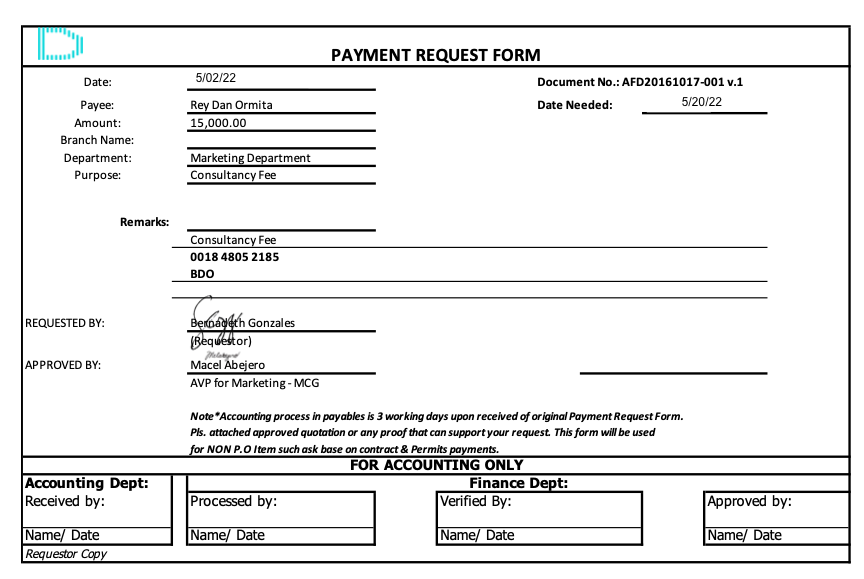 PAYMENT REQUEST FORM
Date: 5/02/22 Document No.: AFD20161017-001 v.1
Payee: Rey Dan Ormita Date Needed: 5/20/22
Amount: 15,000.00
Branch Name:
Department: Marketing Department
Purpose: Consultancy Fee
Remarks:
Consultancy Fee
0018 4805 2185
BDO
REQUESTED BY: Bernadeth Gonzales
(Requestor)
APPROVED BY: Macel Abejero
AVP for Marketing - MCG
Note*Accounting process in payables is 3 working days upon received of original Payment Request Form.
Pls. attached approved quotation or any proof that can support your request. This form will be used
for NON P.O Item such ask base on contract & Permits payments.
FOR ACCOUNTING ONLY
Accounting Dept: Finance Dept:
Received by: Processed by: Verified By: Approved by:
Name/ Date Name/ Date Name/ Date Name/ Date
Requestor Copy